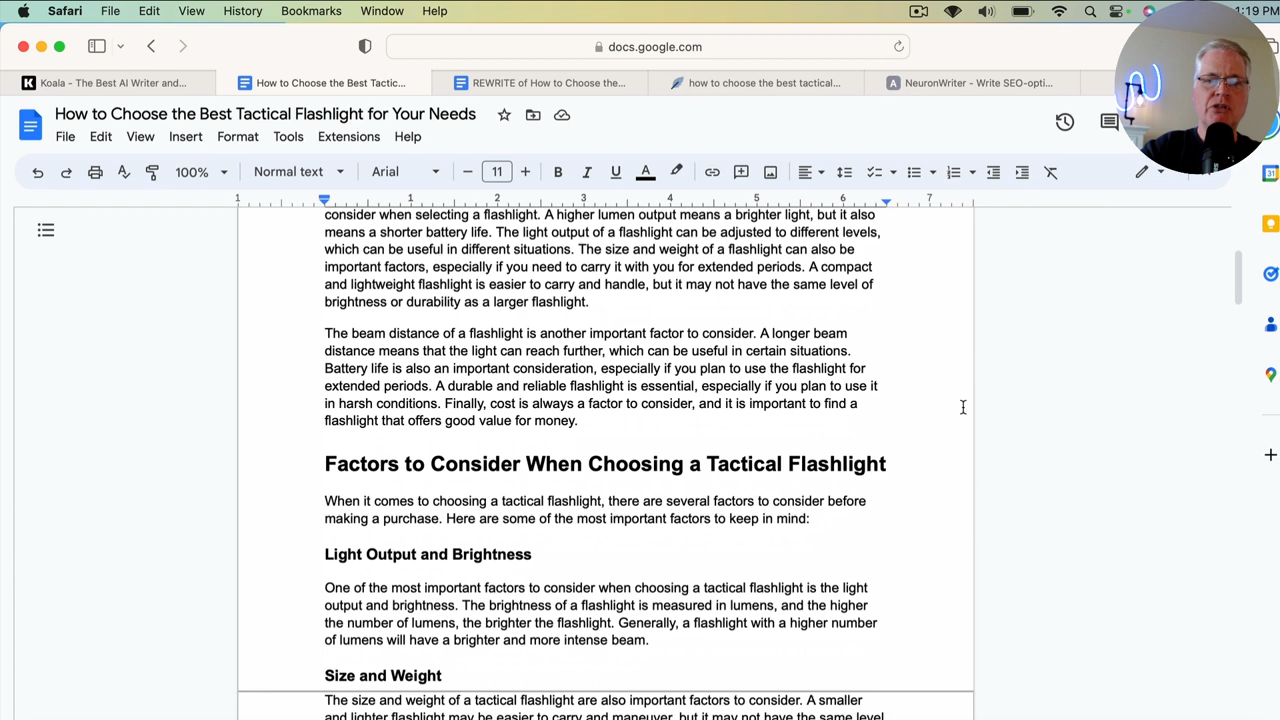 Safari File Edit View History Bookmarks Window Help
1:19 PM
docs.google.com
Koala - The Best AI Writer and...
How to Choose the Best Tactic...
REWRITE of How to Choose the...
how to choose the best tactical...
NeuronWriter - Write SEO-opti...
How to Choose the Best Tactical Flashlight for Your Needs
File Edit View Insert Format Tools Extensions Help
100% Normal text Arial 11
1 1 2 3 4 5 6 7
consider when selecting a flashlight. A higher lumen output means a brighter light, but it also
means a shorter battery life. The light output of a flashlight can be adjusted to different levels,
which can be useful in different situations. The size and weight of a flashlight can also be
important factors, especially if you need to carry it with you for extended periods. A compact
and lightweight flashlight is easier to carry and handle, but it may not have the same level of
brightness or durability as a larger flashlight.
The beam distance of a flashlight is another important factor to consider. A longer beam
distance means that the light can reach further, which can be useful in certain situations.
Battery life is also an important consideration, especially if you plan to use the flashlight for
extended periods. A durable and reliable flashlight is essential, especially if you plan to use it
in harsh conditions. Finally, cost is always a factor to consider, and it is important to find a
flashlight that offers good value for money.
Factors to Consider When Choosing a Tactical Flashlight
When it comes to choosing a tactical flashlight, there are several factors to consider before
making a purchase. Here are some of the most important factors to keep in mind:
Light Output and Brightness
One of the most important factors to consider when choosing a tactical flashlight is the light
output and brightness. The brightness of a flashlight is measured in lumens, and the higher
the number of lumens, the brighter the flashlight. Generally, a flashlight with a higher number
of lumens will have a brighter and more intense beam.
Size and Weight
The size and weight of a tactical flashlight are also important factors to consider. A smaller
and lighter flashlight may be easier to carry and maneuver, but it may not have the same level